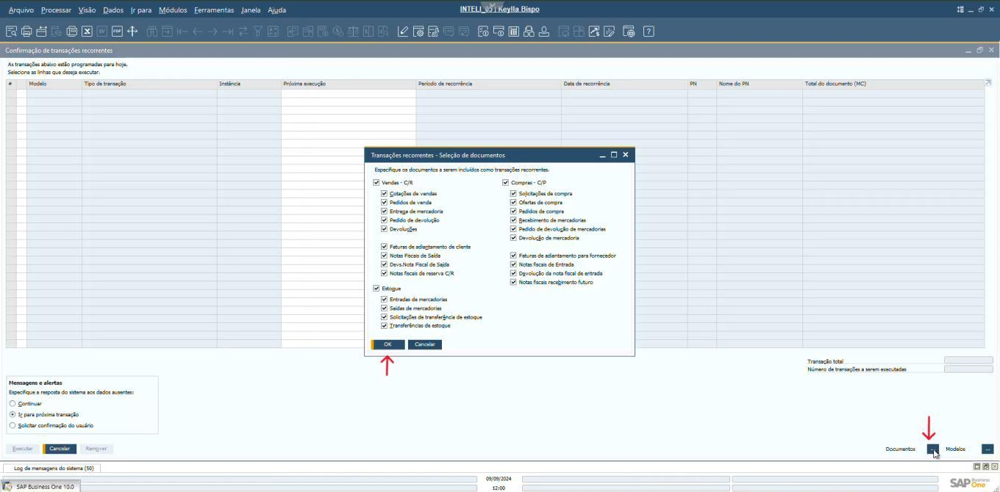 Arquivo Processar Visão Dados Ir para Módulos Ferramentas Janela Ajuda
INTELI_05 | Keylla Bispo
Confirmação de transações recorrentes
As transações abaixo estão programadas para hoje.
Selecione as linhas que deseja executar.
# Modelo Tipo de transação Instância Próxima execução Período de recorrência Data de recorrência PN Nome do PN Total do documento (MC)
Transações recorrentes - Seleção de documentos
Especifique os documentos a serem incluídos como transações recorrentes.
Vendas - C/R
Cotações de vendas
Pedidos de venda
Entrega de mercadoria
Pedido de devolução
Devoluções
Faturas de adiantamento de cliente
Notas Fiscais de Saída
Devs.Nota Fiscal de Saída
Notas fiscais de reserva C/R
Estoque
Entradas de mercadorias
Saídas de mercadorias
Solicitações de transferência de estoque
Transferências de estoque
Compras - C/P
Solicitações de compra
Ofertas de compra
Pedidos de compra
Recebimento de mercadorias
Pedido de devolução de mercadorias
Devolução de mercadoria
Faturas de adiantamento para fornecedor
Notas fiscais de Entrada
Devolução da nota fiscal de entrada
Notas fiscais recebimento futuro
OK Cancelar
Transação total
Número de transações a serem executadas
Mensagens e alertas
Especifique a resposta do sistema aos dados ausentes:
Continuar
Ir para próxima transação
Solicitar confirmação do usuário
Executar Cancelar Remover
Documentos ... Modelos ...
Log de mensagens do sistema (50)
09/09/2024
12:00
SAP Business One 10.0
SAP Business One